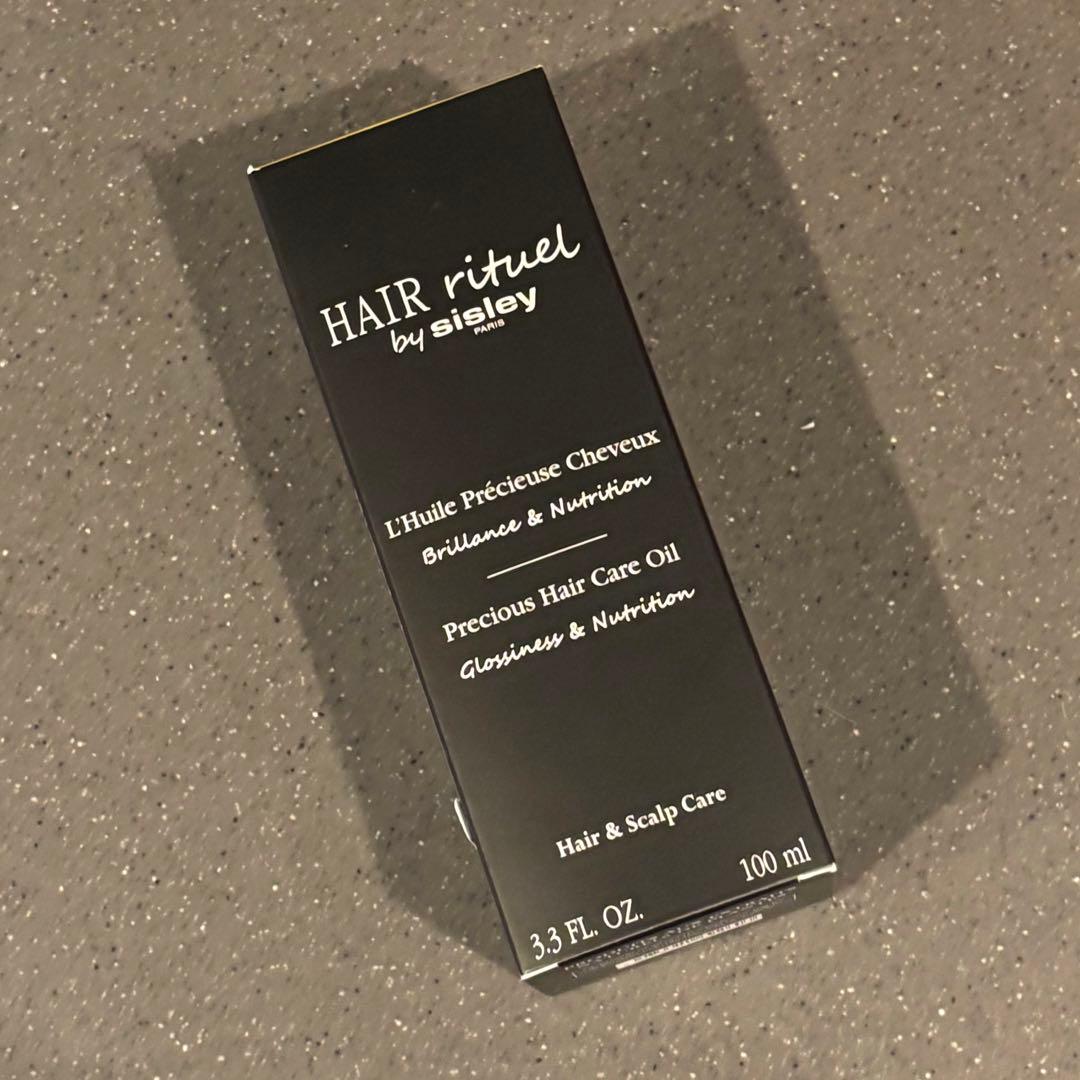 HAIR rituel
by sisley
PARIS
L'Huile Précieuse Cheveux
Brillance & Nutrition
Precious Hair Care Oil
Glossiness & Nutrition
Hair & Scalp Care
3.3 FL. OZ. 100 ml